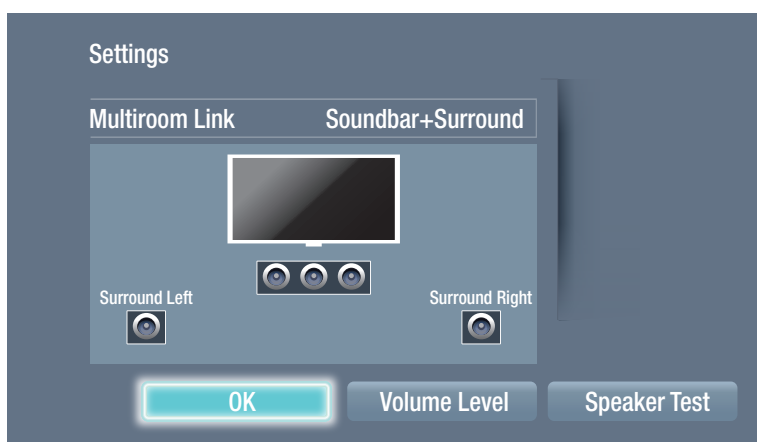 Settings
Multiroom Link Soundbar+Surround
Surround Left Surround Right
OK Volume Level Speaker Test